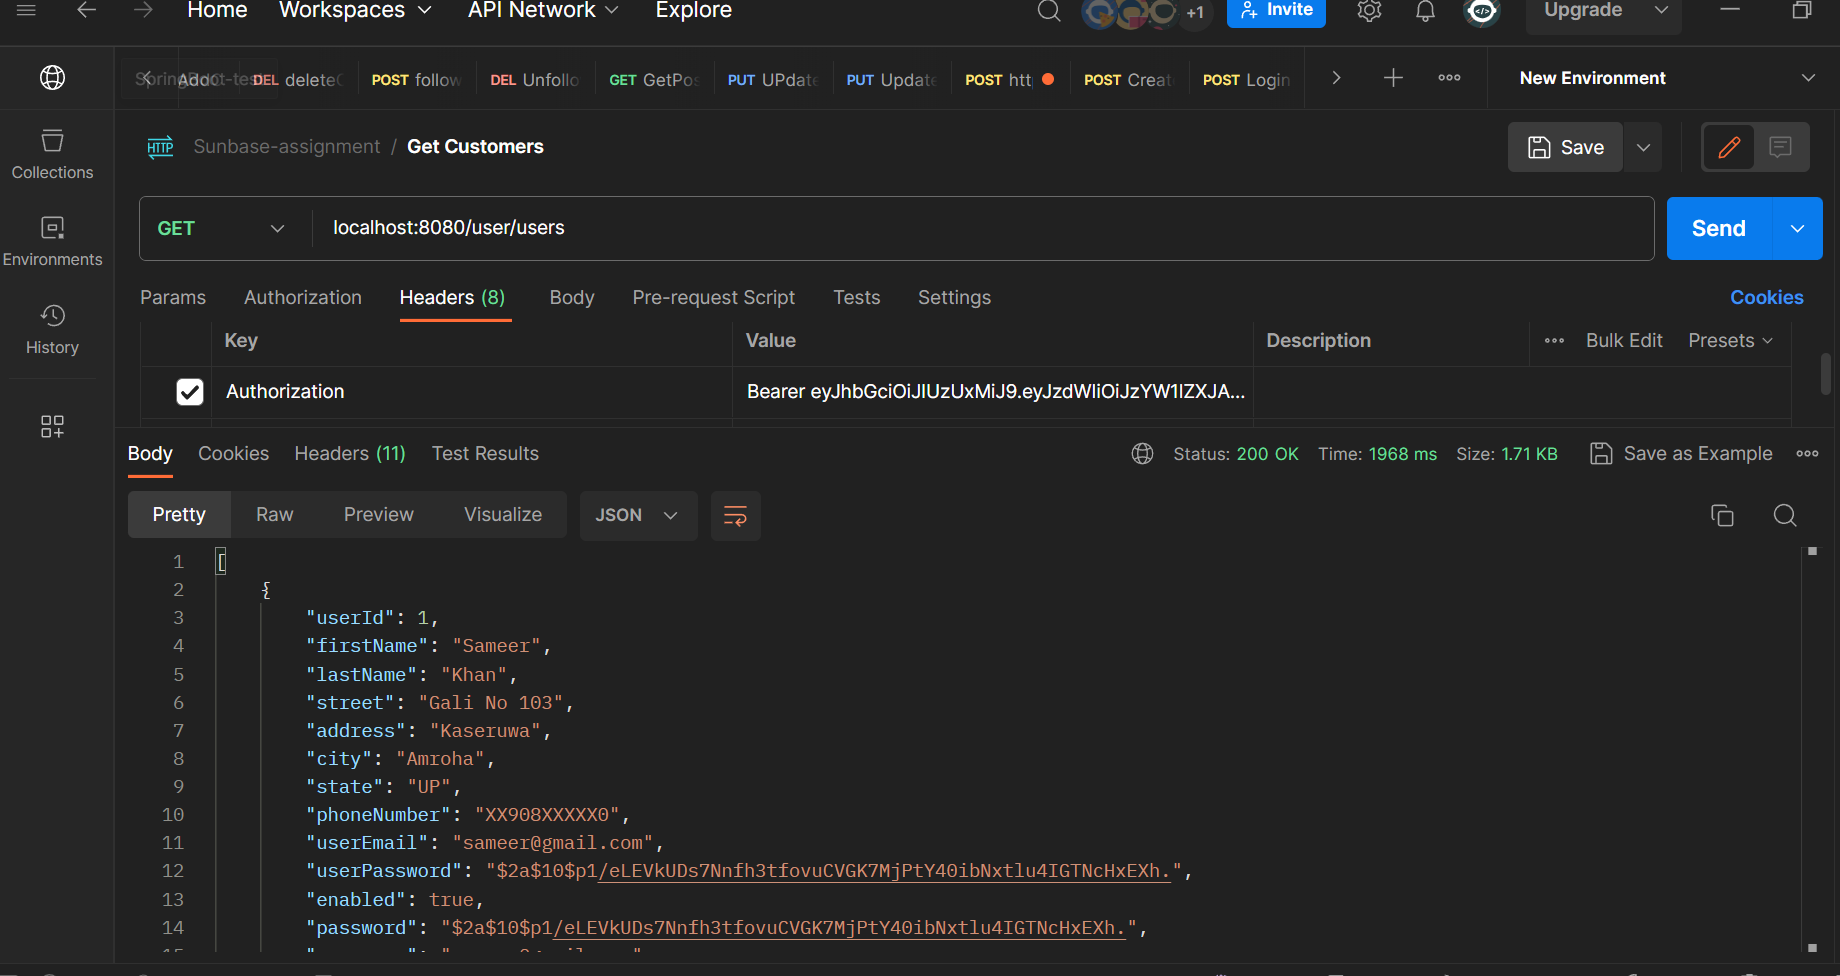 Home Workspaces API Network Explore +1 Invite Upgrade
DEL delete POST follow DEL Unfollo GET GetPos PUT UPdate PUT Update POST htt POST Creat POST Login New Environment
Collections
Environments
History
HTTP Sunbase-assignment / Get Customers Save
GET localhost:8080/user/users Send
Params Authorization Headers (8) Body Pre-request Script Tests Settings Cookies
Key Value Description Bulk Edit Presets
Authorization Bearer eyJhbGciOiJIUzUxMiJ9.eyJzdWIiOiJzYW1lZXJA...
Body Cookies Headers (11) Test Results Status: 200 OK Time: 1968 ms Size: 1.71 KB Save as Example
Pretty Raw Preview Visualize JSON
1 [
2 {
3 "userId": 1,
4 "firstName": "Sameer",
5 "lastName": "Khan",
6 "street": "Gali No 103",
7 "address": "Kaseruwa",
8 "city": "Amroha",
9 "state": "UP",
10 "phoneNumber": "XX908XXXXX0",
11 "userEmail": "sameer@gmail.com",
12 "userPassword": "$2a$10$p1/eLEVkUDs7Nnfh3tfovuCVGK7MjPtY40ibNxtlu4IGTNcHxEXh.",
13 "enabled": true,
14 "password": "$2a$10$p1/eLEVkUDs7Nnfh3tfovuCVGK7MjPtY40ibNxtlu4IGTNcHxEXh.",